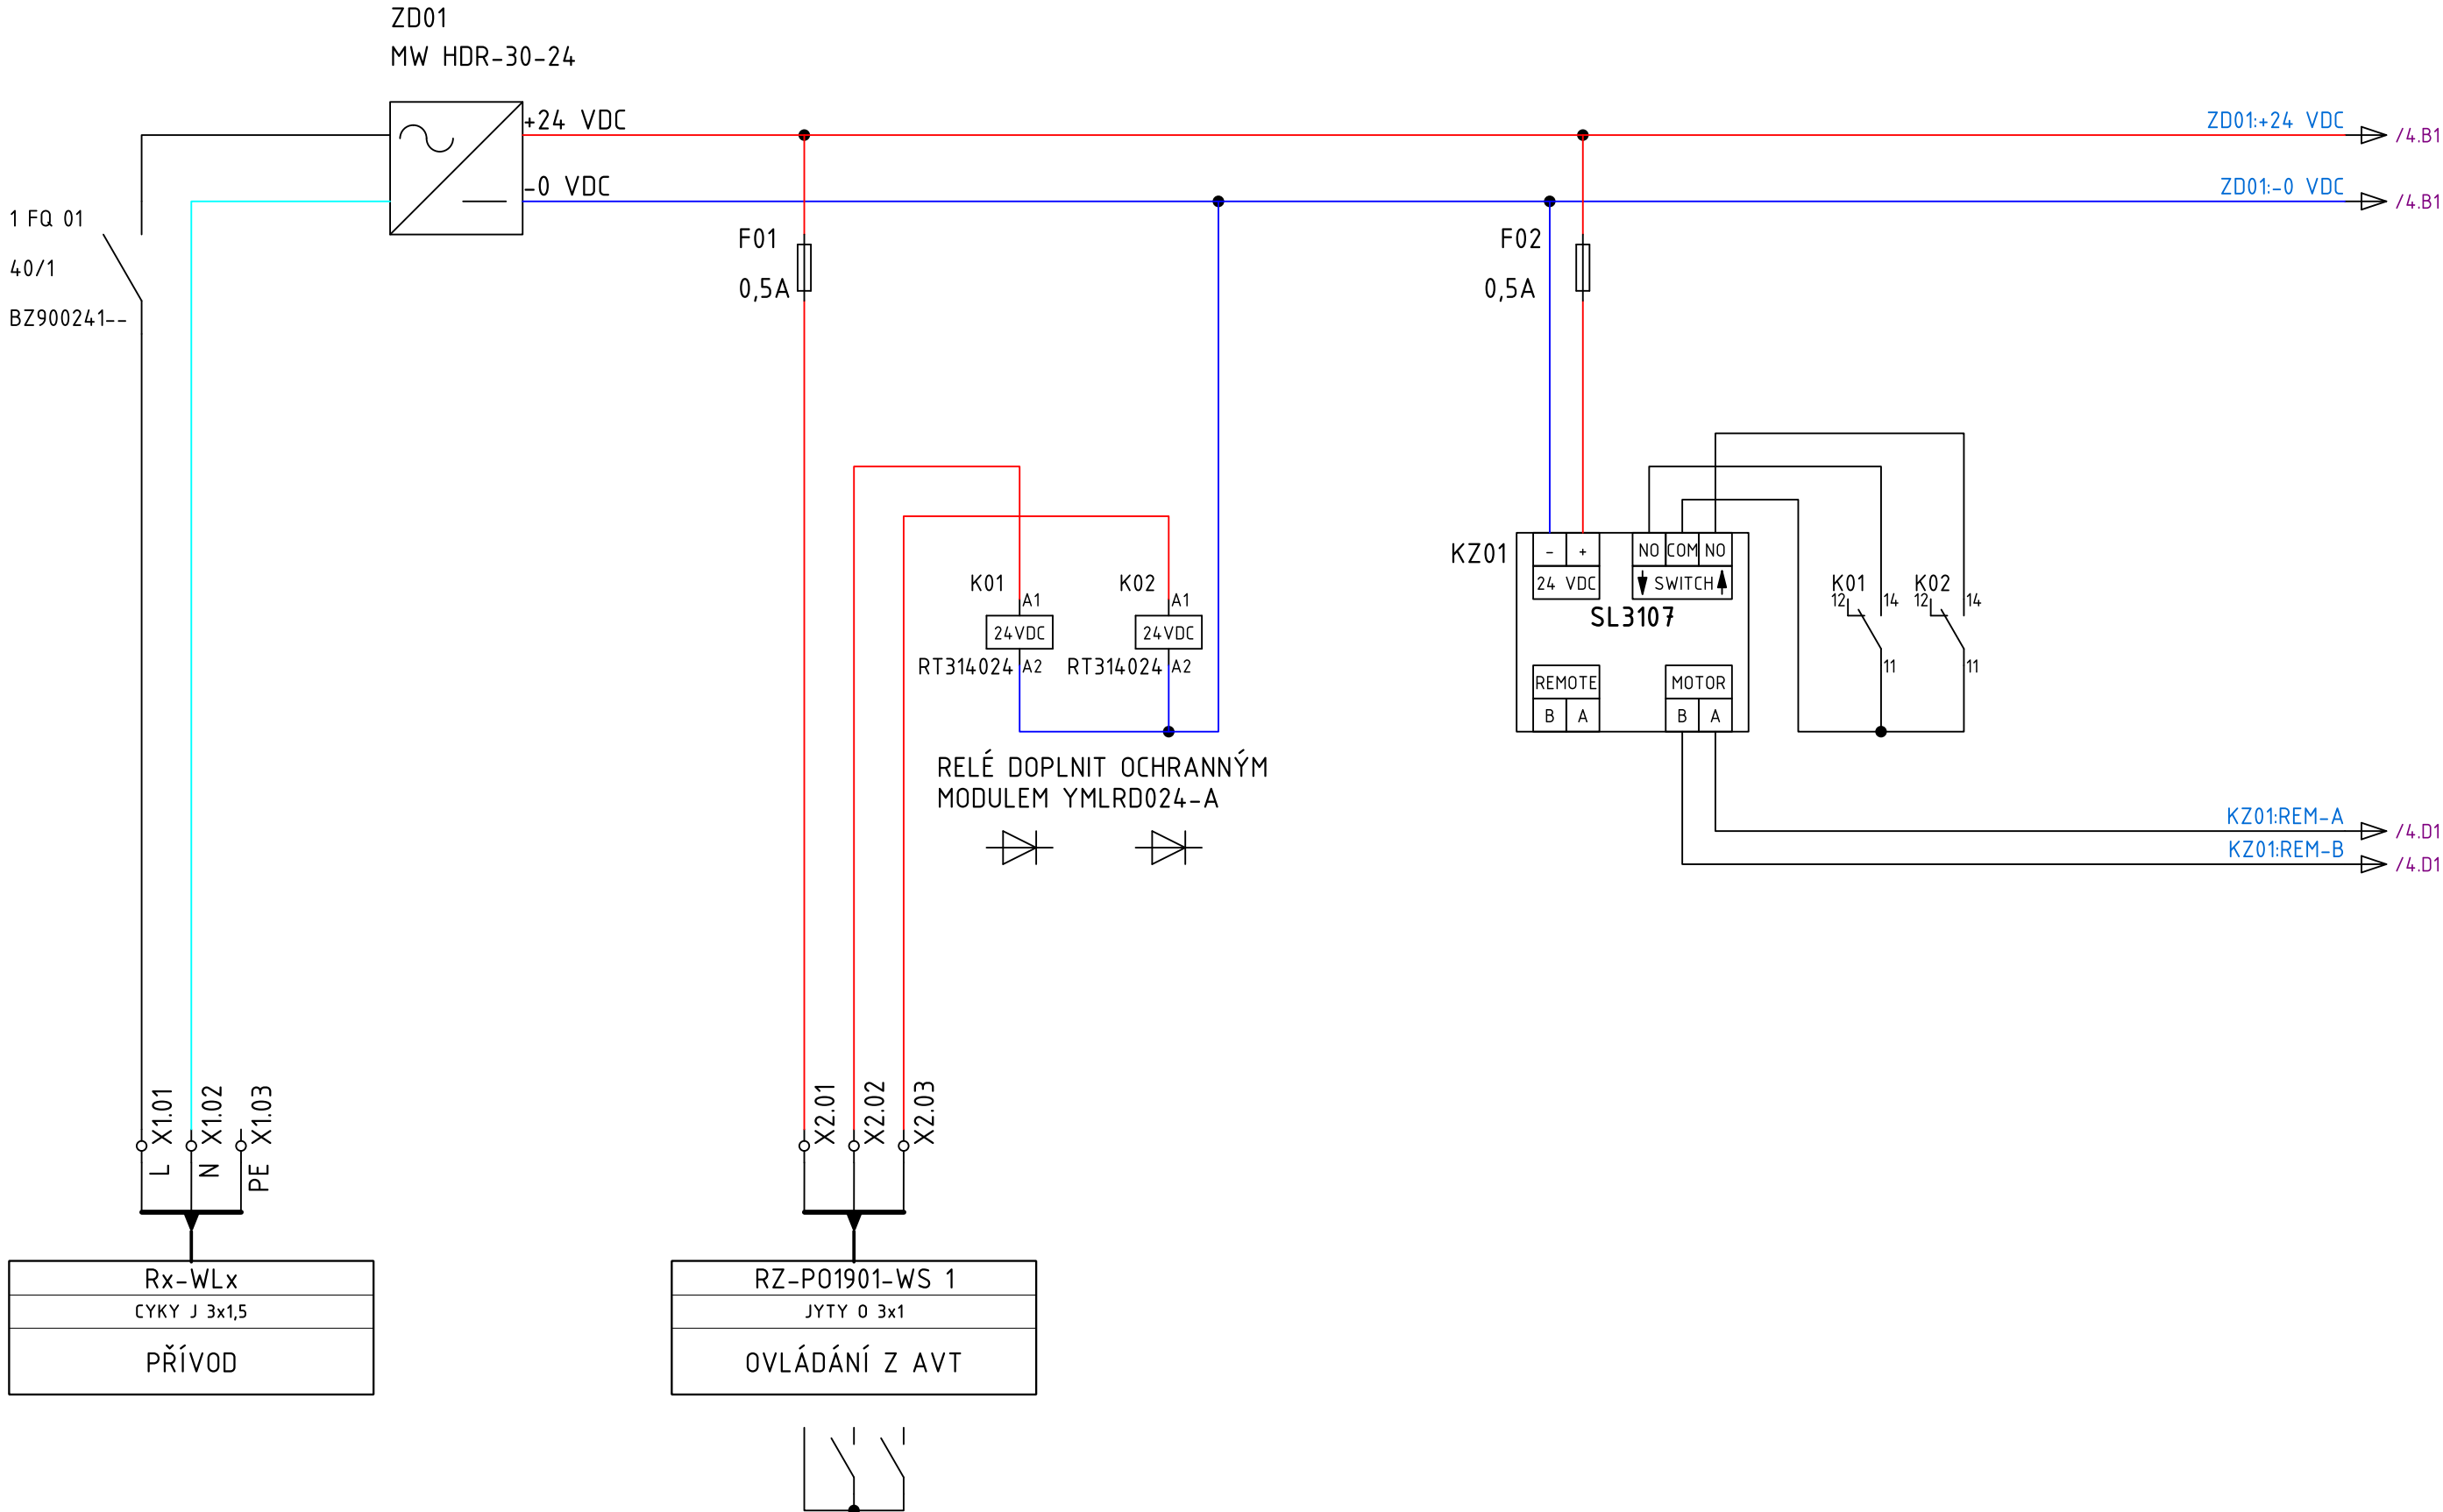 ZD01
MW HDR-30-24
+24 VDC
-0 VDC
ZD01:+24 VDC
/4.B1
ZD01:-0 VDC
/4.B1
1 FQ 01
40/1
BZ900241--
F01
0,5A
F02
0,5A
K01
A1
24VDC
RT314024
A2
K02
A1
24VDC
RT314024
A2
RELÉ DOPLNIT OCHRANNÝM
MODULEM YMLRD024-A
KZ01
- +
24 VDC
NO COM NO
SWITCH
SL3107
REMOTE
B A
MOTOR
B A
K01
12
14
11
K02
12
14
11
KZ01:REM-A
/4.D1
KZ01:REM-B
/4.D1
X1.01
X1.02
X1.03
L
N
PE
X2.01
X2.02
X2.03
Rx-WLx
CYKY J 3x1,5
PŘÍVOD
RZ-PO1901-WS 1
JYTY O 3x1
OVLÁDÁNÍ Z AVT